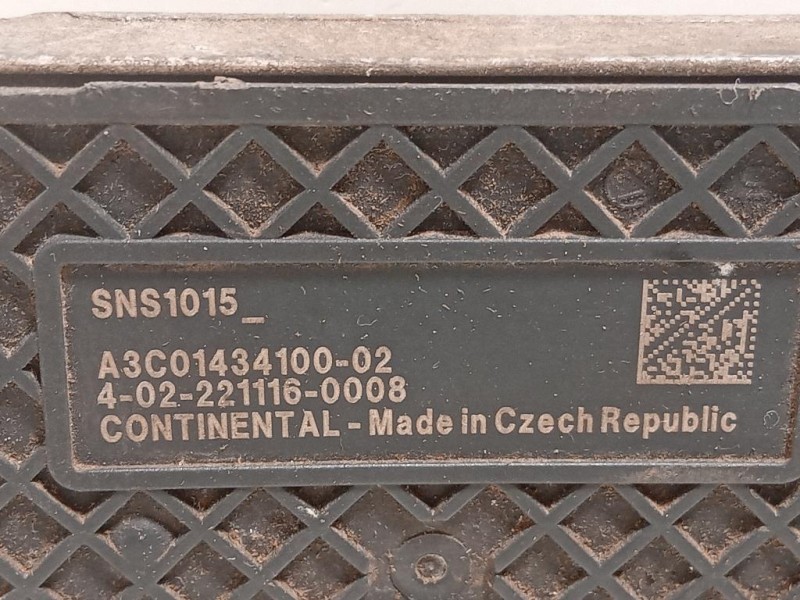 SNS1015_
A3C01434100-02
4-02-221116-0008
CONTINENTAL - Made in Czech Republic